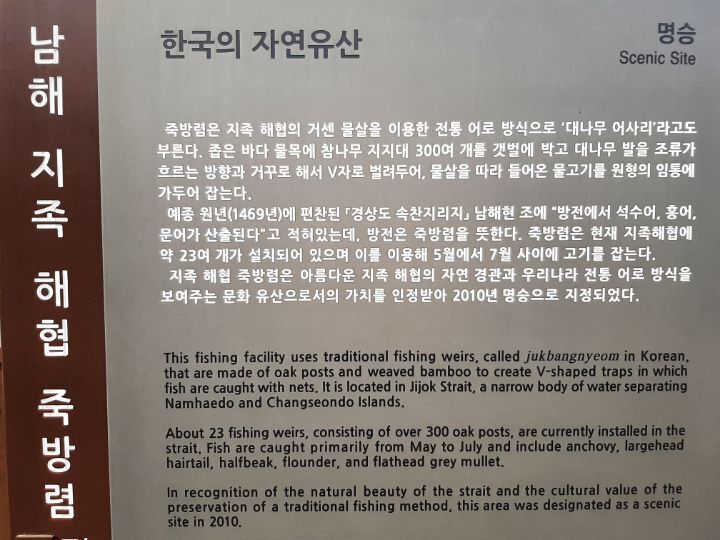 남해 지족 해협 죽방렴
한국의 자연유산
명승
Scenic Site
죽방렴은 지족 해협의 거센 물살을 이용한 전통 어로 방식으로 ‘대나무 어사리’라고도
부른다. 좁은 바다 물목에 참나무 지지대 300여 개를 갯벌에 박고 대나무 발을 조류가
흐르는 방향과 거꾸로 해서 V자로 벌려두어, 물살을 따라 들어온 물고기를 원형의 임통에
가두어 잡는다.
예종 원년(1469년)에 편찬된 「경상도 속찬지리지」 남해현 조에 “방전에서 석수어, 홍어,
문어가 산출된다”고 적혀있는데, 방전은 죽방렴을 뜻한다. 죽방렴은 현재 지족해협에
약 23여 개가 설치되어 있으며 이를 이용해 5월에서 7월 사이에 고기를 잡는다.
지족 해협 죽방렴은 아름다운 지족 해협의 자연 경관과 우리나라 전통 어로 방식을
보여주는 문화 유산으로서의 가치를 인정받아 2010년 명승으로 지정되었다.
This fishing facility uses traditional fishing weirs, called jukbangnyeom in Korean,
that are made of oak posts and weaved bamboo to create V-shaped traps in which
fish are caught with nets. It is located in Jijok Strait, a narrow body of water separating
Namhaedo and Changseondo Islands.
About 23 fishing weirs, consisting of over 300 oak posts, are currently installed in the
strait. Fish are caught primarily from May to July and include anchovy, largehead
hairtail, halfbeak, flounder, and flathead grey mullet.
In recognition of the natural beauty of the strait and the cultural value of the
preservation of a traditional fishing method, this area was designated as a scenic
site in 2010.